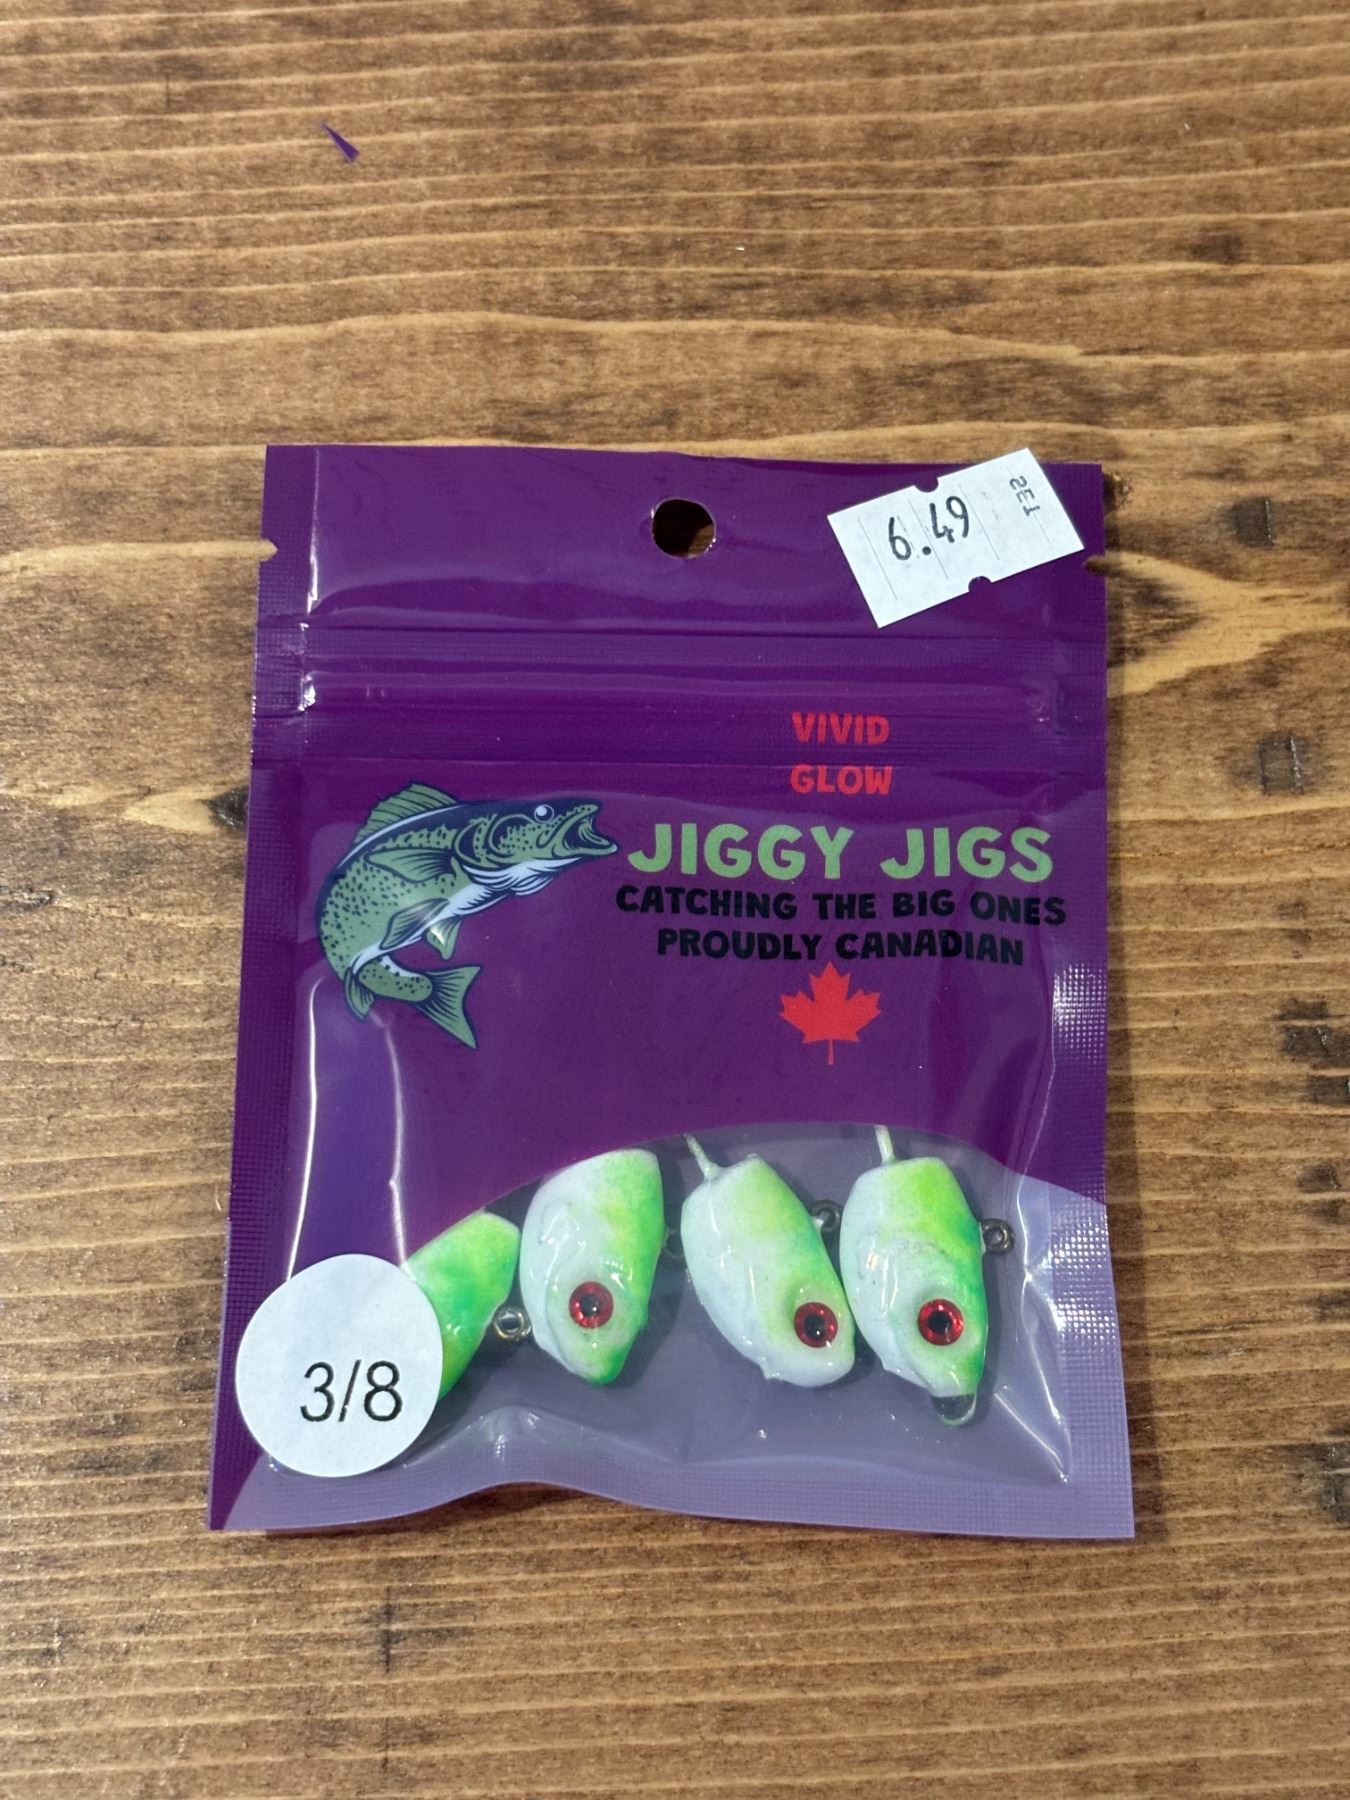 6.49
VIVID
GLOW
JIGGY JIGS
CATCHING THE BIG ONES
PROUDLY CANADIAN
3/8